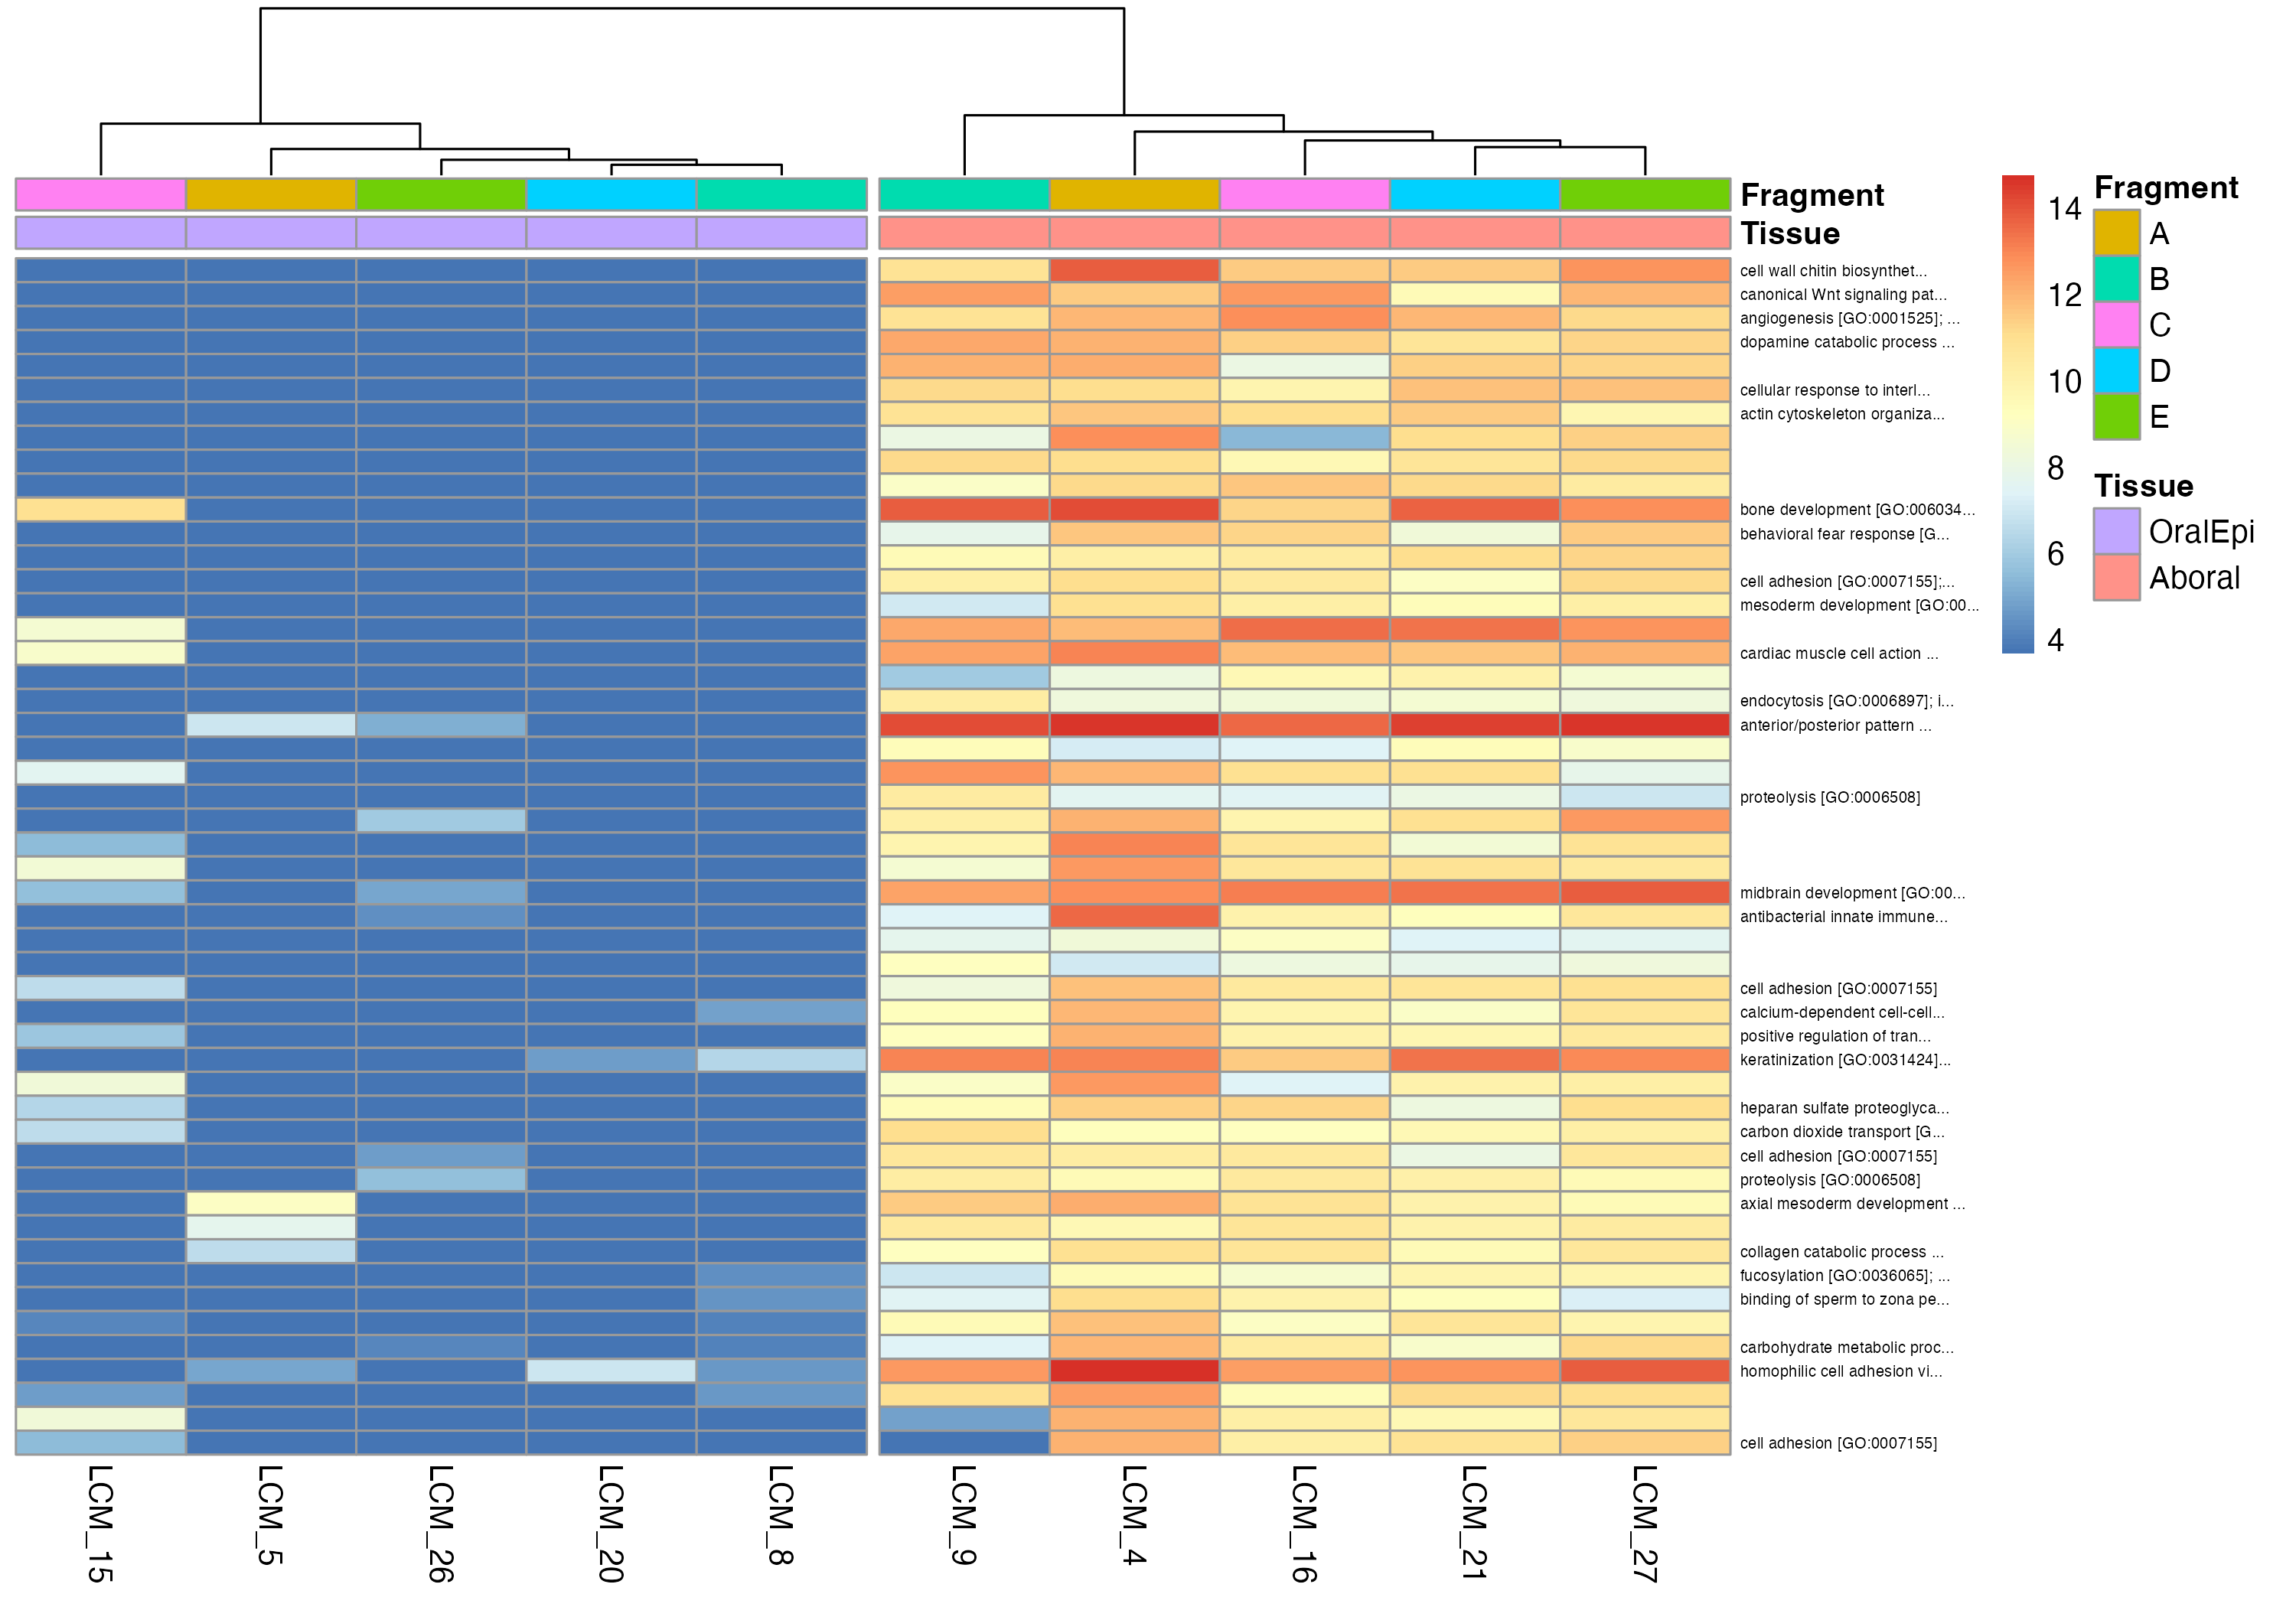 Fragment
Tissue
cell wall chitin biosynthet...
canonical Wnt signaling pat...
angiogenesis [GO:0001525]; ...
dopamine catabolic process ...
cellular response to interl...
actin cytoskeleton organiza...
bone development [GO:006034...
behavioral fear response [G...
cell adhesion [GO:0007155];...
mesoderm development [GO:00...
cardiac muscle cell action ...
endocytosis [GO:0006897]; i...
anterior/posterior pattern ...
proteolysis [GO:0006508]
midbrain development [GO:00...
antibacterial innate immune...
cell adhesion [GO:0007155]
calcium-dependent cell-cell...
positive regulation of tran...
keratinization [GO:0031424]...
heparan sulfate proteoglyca...
carbon dioxide transport [G...
cell adhesion [GO:0007155]
proteolysis [GO:0006508]
axial mesoderm development ...
collagen catabolic process ...
fucosylation [GO:0036065]; ...
binding of sperm to zona pe...
carbohydrate metabolic proc...
homophilic cell adhesion vi...
cell adhesion [GO:0007155]
14
12
10
8
6
4
Fragment
A
B
C
D
E
Tissue
OralEpi
Aboral
LCM_15
LCM_5
LCM_26
LCM_20
LCM_8
LCM_9
LCM_4
LCM_16
LCM_21
LCM_27